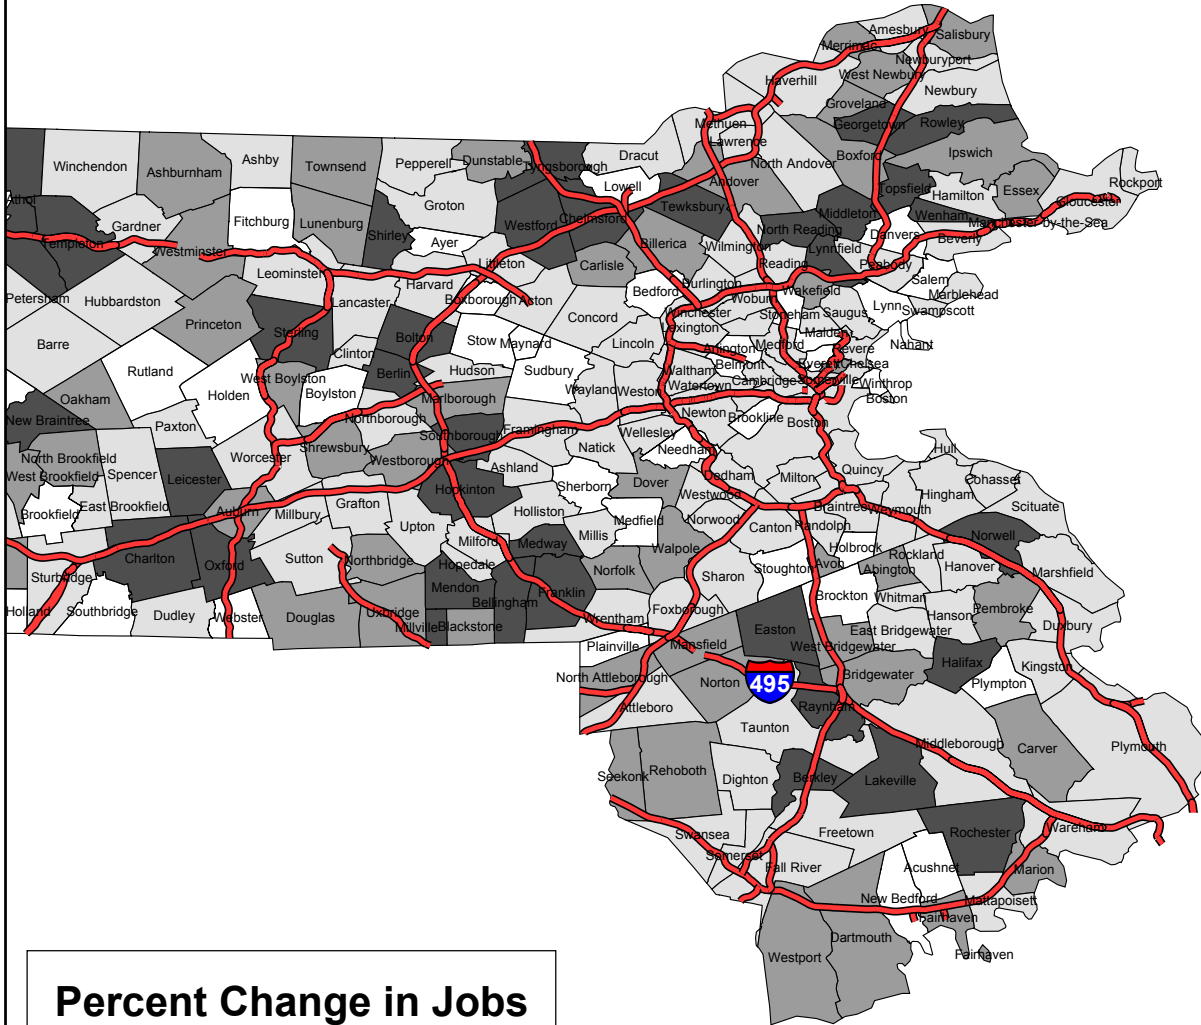 Amesbury
Salisbury
Merrimac
Newburyport
West Newbury
Haverhill
Newbury
Groveland
Georgetown
Rowley
Methuen
Lawrence
Boxford
Ipswich
North Andover
Dracut
Tyngsborough
Dunstable
Pepperell
Townsend
Ashby
Ashburnham
Winchendon
Andover
Topsfield
Hamilton
Essex
Rockport
Gloucester
Lowell
Groton
Chelmsford
Westford
Tewksbury
Middleton
Wenham
Manchester-by-the-Sea
Gardner
Fitchburg
Lunenburg
Shirley
Ayer
Billerica
Wilmington
North Reading
Lynnfield
Danvers
Beverly
Templeton
Westminster
Littleton
Carlisle
Reading
Peabody
Leominster
Harvard
Boxborough
Acton
Bedford
Burlington
Woburn
Wakefield
Salem
Marblehead
Petersham
Hubbardston
Lancaster
Concord
Winchester
Stoneham
Saugus
Lynn
Swampscott
Princeton
Sterling
Bolton
Lexington
Malden
Nahant
Barre
Clinton
Stow
Maynard
Lincoln
Arlington
Medford
Revere
Rutland
Holden
West Boylston
Berlin
Hudson
Sudbury
Waltham
Belmont
Everett
Chelsea
Boylston
Marlborough
Wayland
Weston
Watertown
Cambridge
Somerville
Winthrop
Boston
Oakham
Northborough
Newton
Brookline
Boston
New Braintree
Paxton
Shrewsbury
Southborough
Framingham
Natick
Wellesley
Needham
North Brookfield
West Brookfield
Spencer
Leicester
Worcester
Westborough
Ashland
Sherborn
Dover
Dedham
Westwood
Milton
Quincy
Hull
Cohasset
Hingham
Scituate
Brookfield
East Brookfield
Auburn
Millbury
Grafton
Hopkinton
Holliston
Medfield
Norwood
Canton
Randolph
Braintree
Weymouth
Upton
Milford
Medway
Millis
Walpole
Holbrook
Rockland
Norwell
Sturbridge
Charlton
Oxford
Sutton
Northbridge
Hopedale
Norfolk
Sharon
Stoughton
Avon
Abington
Hanover
Marshfield
Mendon
Bellingham
Franklin
Holland
Southbridge
Dudley
Webster
Douglas
Uxbridge
Millville
Blackstone
Wrentham
Foxborough
Brockton
Whitman
Hanson
Pembroke
Duxbury
Plainville
Mansfield
Easton
West Bridgewater
East Bridgewater
North Attleborough
Norton
495
Bridgewater
Halifax
Kingston
Plympton
Attleboro
Raynham
Taunton
Middleborough
Carver
Plymouth
Seekonk
Rehoboth
Dighton
Berkley
Lakeville
Swansea
Somerset
Freetown
Rochester
Wareham
Fall River
Acushnet
Marion
New Bedford
Mattapoisett
Fairhaven
Dartmouth
Westport
Fairhaven
Percent Change in Jobs